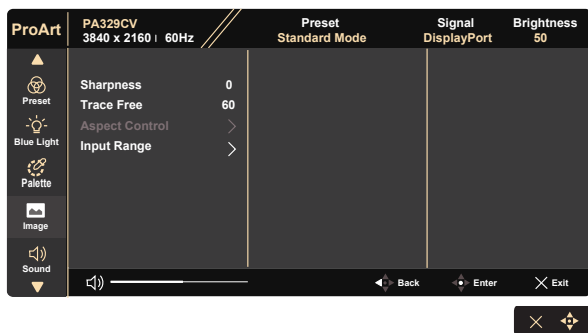 ProArt
PA329CV
3840 x 2160 | 60Hz
Preset
Standard Mode
Signal
DisplayPort
Brightness
50
Preset
Blue Light
Palette
Image
Sound
Sharpness 0
Trace Free 60
Aspect Control
Input Range
Back
Enter
Exit